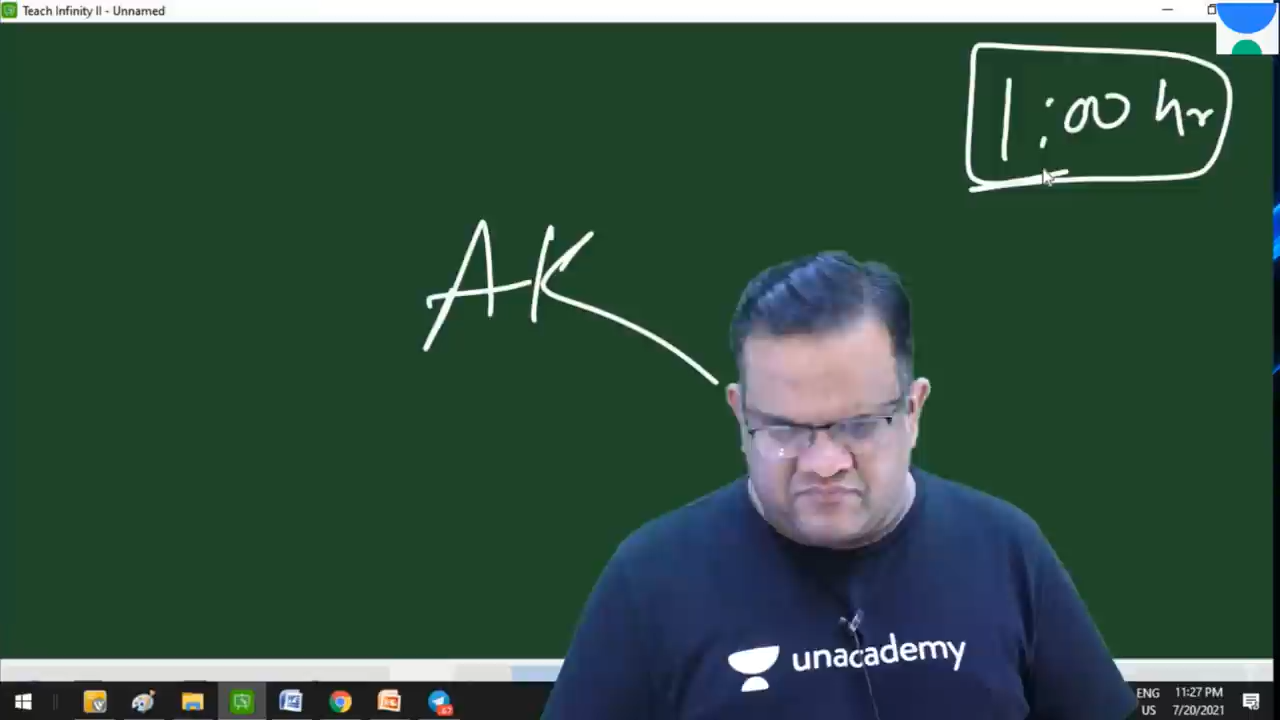 Teach Infinity II - Unnamed
1:00 hr
AK
unacademy
ENG 11:27 PM
US 7/20/2021